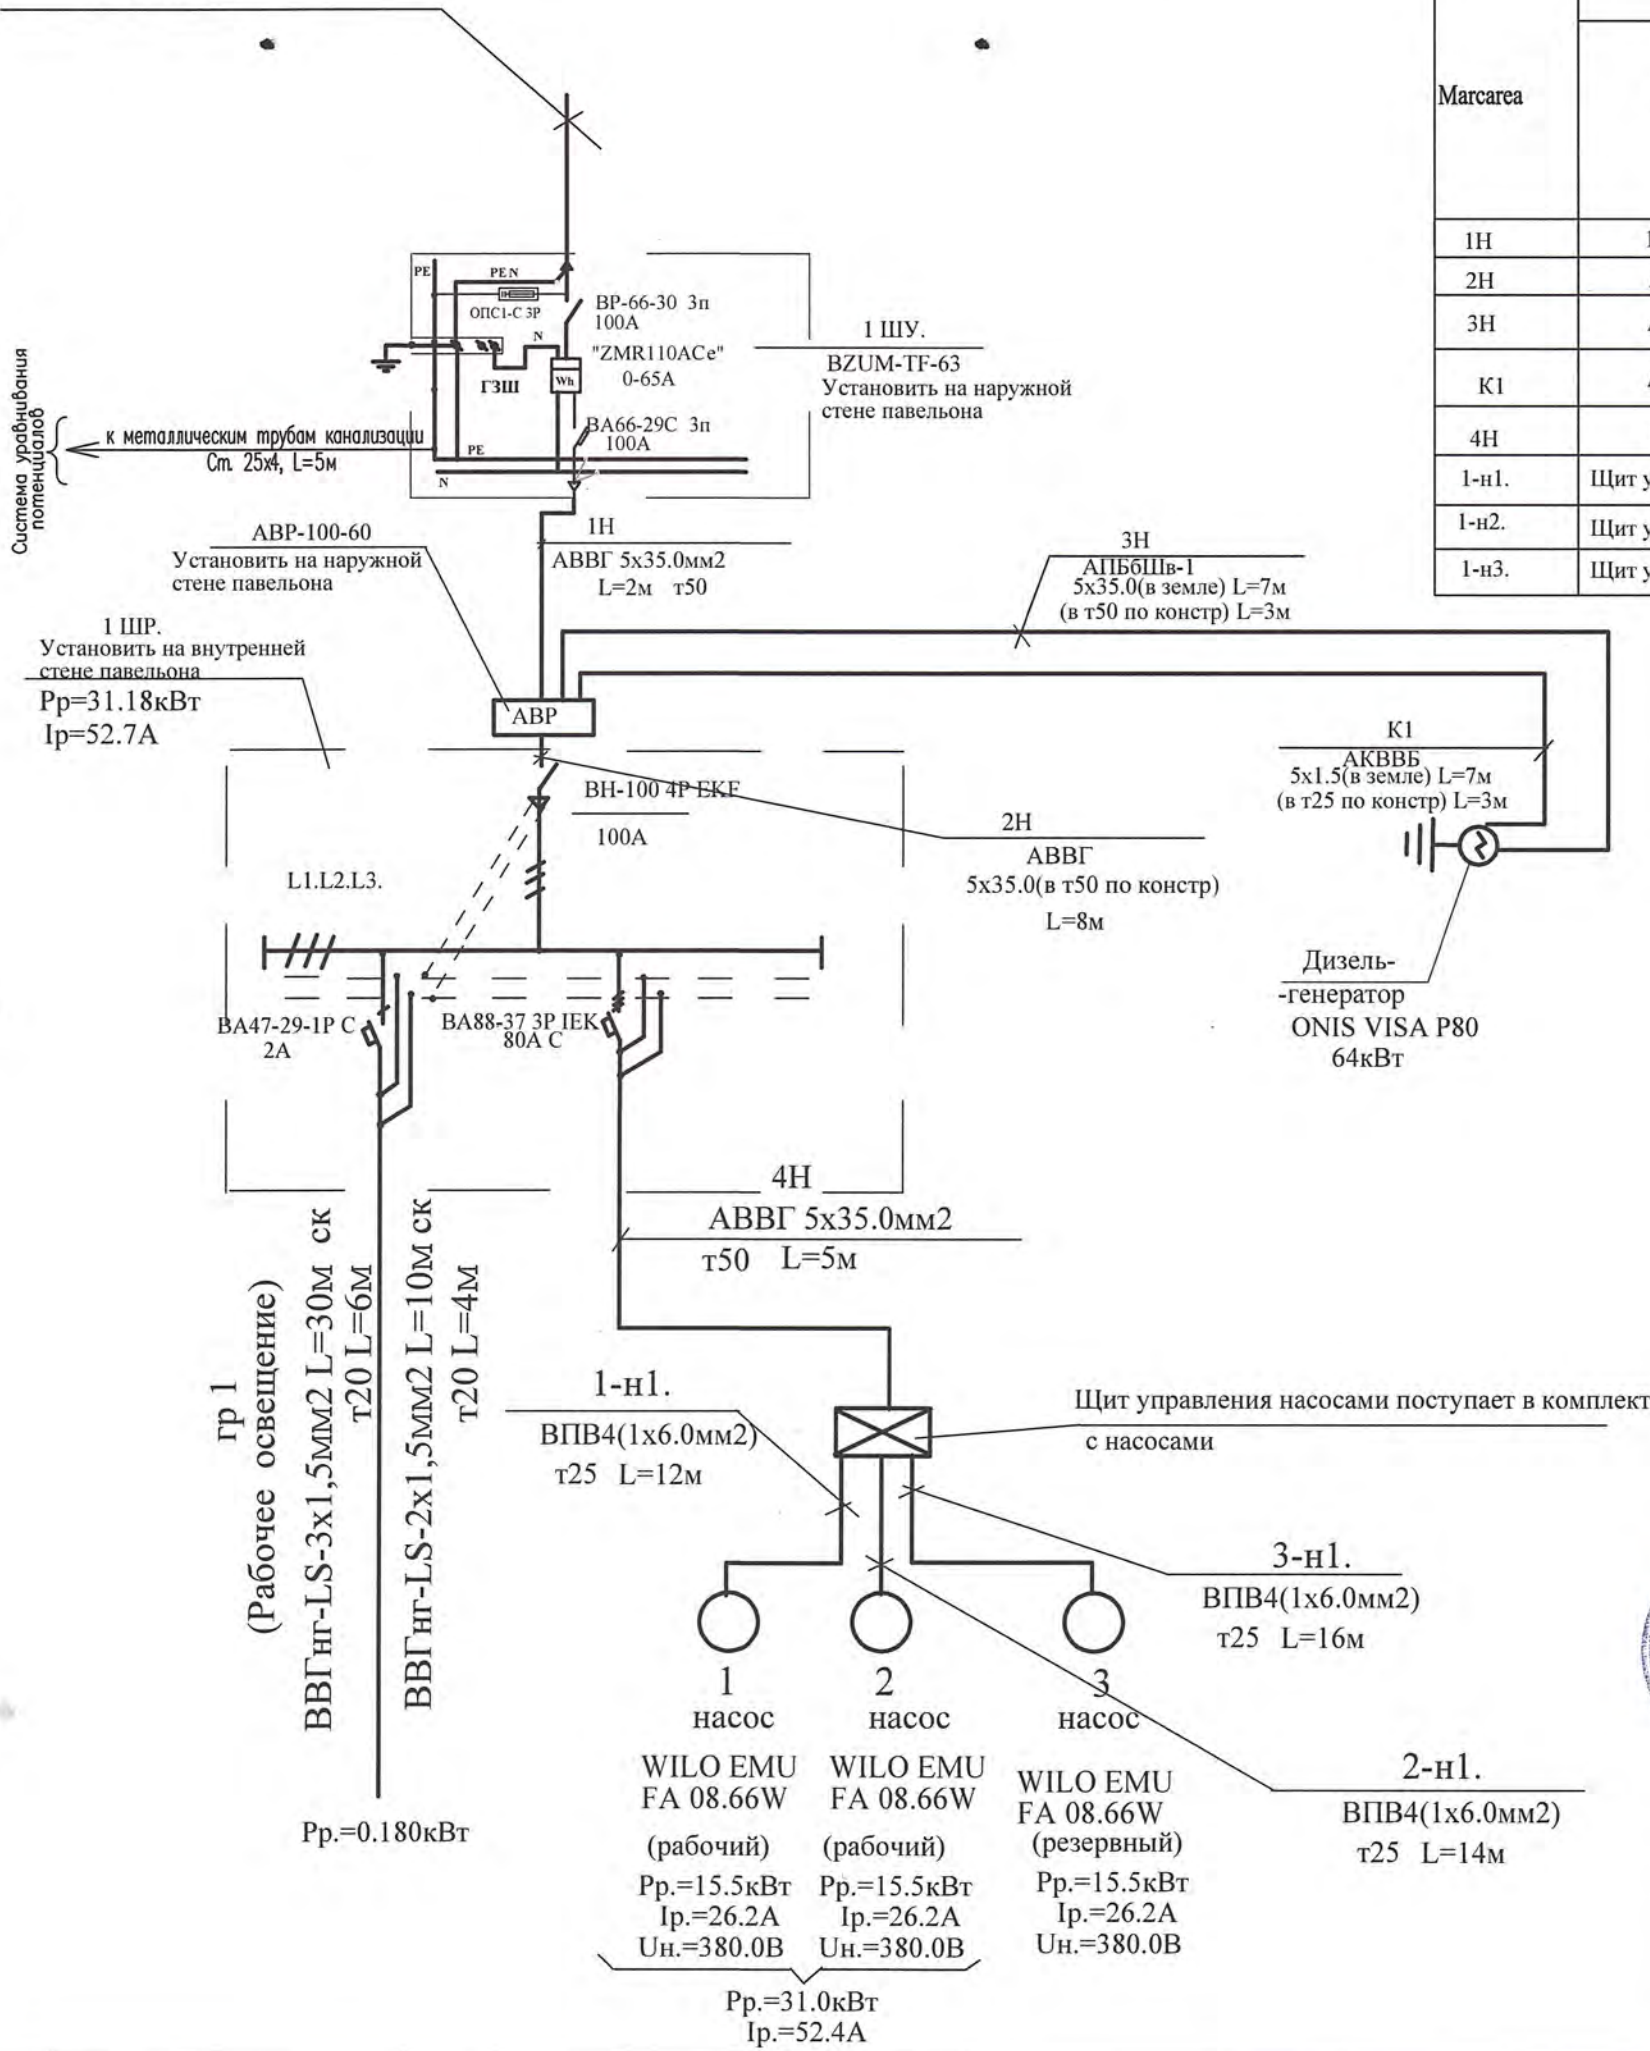 Marcarea
1Н
2Н
3Н
К1
4Н
1-н1.
Щит у
1-н2.
Щит у
1-н3.
Щит у
PE
PE N
ОПС1-С 3Р
ВР-66-30 3п
100А
N
"ZMR110ACe"
0-65А
Wh
ГЗШ
ВА66-29С 3п
100А
PE
N
1 ШУ.
BZUM-TF-63
Установить на наружной
стене павельона
Система уравнивания
потенциалов
к металлическим трубам канализации
Ст. 25х4, L=5м
АВР-100-60
Установить на наружной
стене павельона
1Н
АВВГ 5х35.0мм2
L=2м т50
3Н
АПБбШв-1
5х35.0(в земле) L=7м
(в т50 по констр) L=3м
1 ШР.
Установить на внутренней
стене павельона
Рр=31.18кВт
Iр=52.7А
АВР
К1
АКВВБ
5х1.5(в земле) L=7м
(в т25 по констр) L=3м
ВН-100 4Р EKF
100А
2Н
АВВГ
5х35.0(в т50 по констр)
L=8м
L1.L2.L3.
Дизель-
-генератор
ONIS VISA P80
64кВт
ВА47-29-1Р С
2А
ВА88-37 3Р IEK
80А С
4Н
АВВГ 5х35.0мм2
т50 L=5м
гр 1
(Рабочее освещение)
ВВГнг-LS-3х1,5мм2 L=30м ск
т20 L=6м
ВВГнг-LS-2х1,5мм2 L=10м ск
т20 L=4м
Рр.=0.180кВт
1-н1.
ВПВ4(1х6.0мм2)
т25 L=12м
Щит управления насосами поступает в комплект
с насосами
3-н1.
ВПВ4(1х6.0мм2)
т25 L=16м
2-н1.
ВПВ4(1х6.0мм2)
т25 L=14м
1
насос
WILO EMU
FA 08.66W
(рабочий)
Рр.=15.5кВт
Iр.=26.2А
Uн.=380.0В
2
насос
WILO EMU
FA 08.66W
(рабочий)
Рр.=15.5кВт
Iр.=26.2А
Uн.=380.0В
3
насос
WILO EMU
FA 08.66W
(резервный)
Рр.=15.5кВт
Iр.=26.2А
Uн.=380.0В
Рр.=31.0кВт
Iр.=52.4А